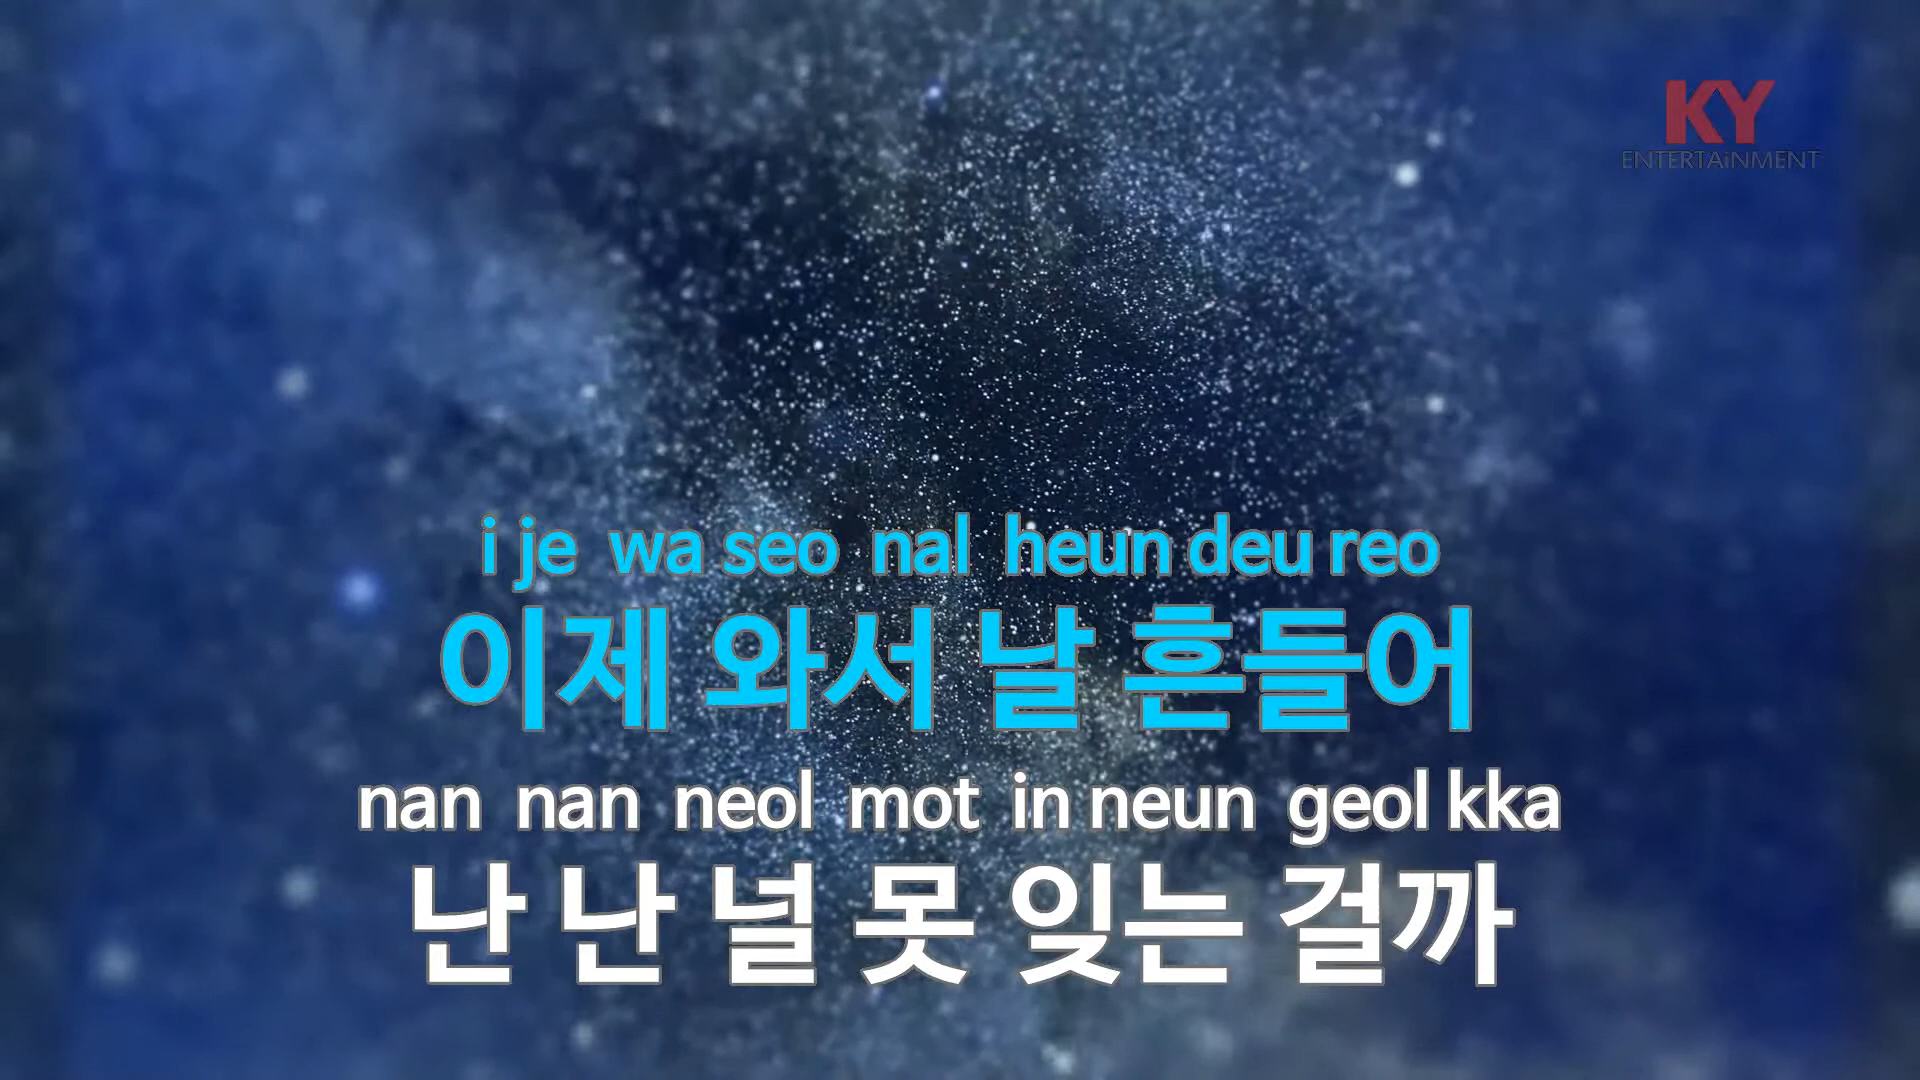 KY
ENTERTAiNMENT
i je wa seo nal heun deu reo
이제 와서 날 흔들어
nan nan neol mot in neun geol kka
난 난 널 못 잊는 걸까